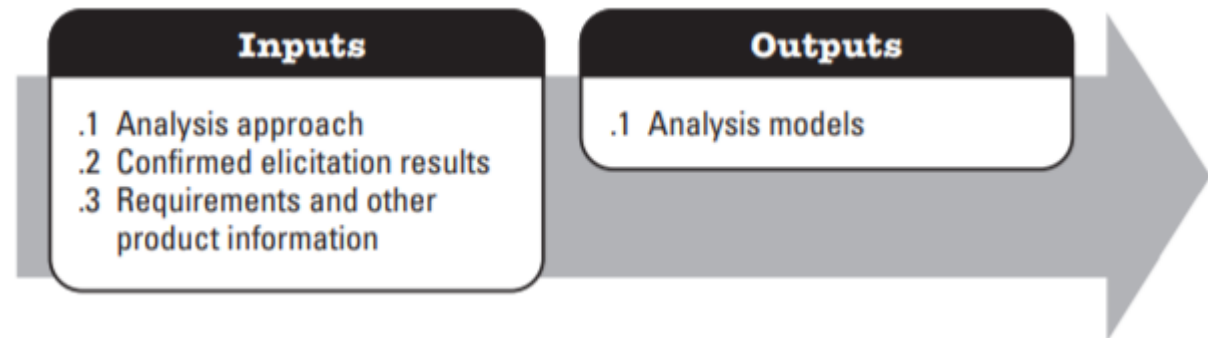 Inputs
.1 Analysis approach
.2 Confirmed elicitation results
.3 Requirements and other
product information
Outputs
.1 Analysis models